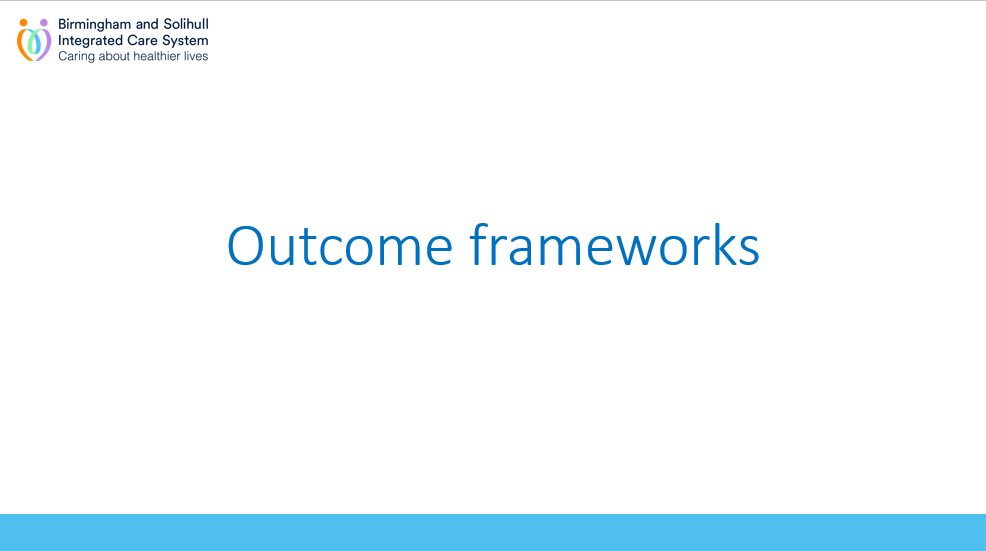 Birmingham and Solihull
Integrated Care System
Caring about healthier lives
Outcome frameworks